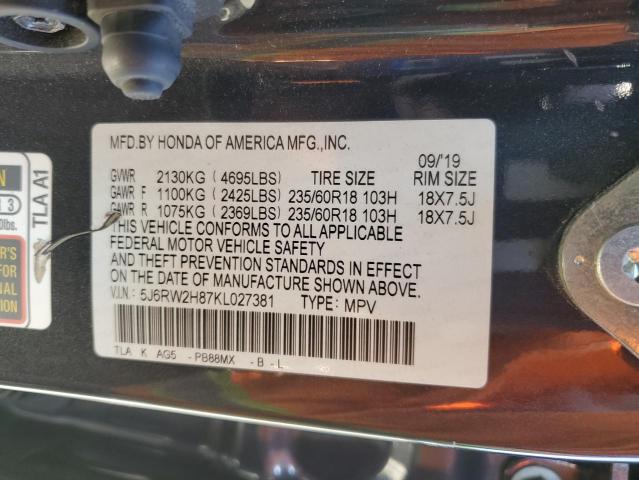 MFD.BY HONDA OF AMERICA MFG.,INC.
09/'19
GVWR 2130KG (4695LBS) TIRE SIZE RIM SIZE
GAWR F 1100KG (2425LBS) 235/60R18 103H 18X7.5J
GAWR R 1075KG (2369LBS) 235/60R18 103H 18X7.5J
THIS VEHICLE CONFORMS TO ALL APPLICABLE
FEDERAL MOTOR VEHICLE SAFETY
AND THEFT PREVENTION STANDARDS IN EFFECT
ON THE DATE OF MANUFACTURE SHOWN ABOVE.
V.I.N.: 5J6RW2H87KL027381 TYPE: MPV
TLA K AG5 -PB88MX -B-L
TLA A1